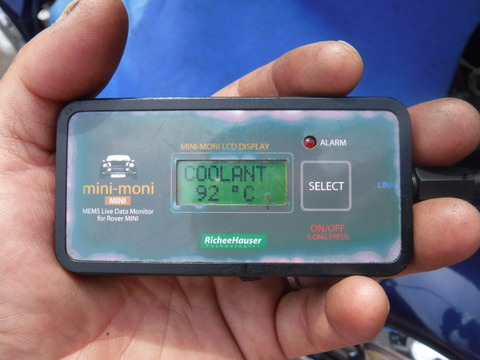 MINI-MONI LCD DISPLAY
ALARM
COOLANT
92 °C
mini-moni
MINI
MEMS Live Data Monitor
for Rover MINI
SELECT
ON/OFF
(LONG PRESS)
RicheeHauser
Technologies